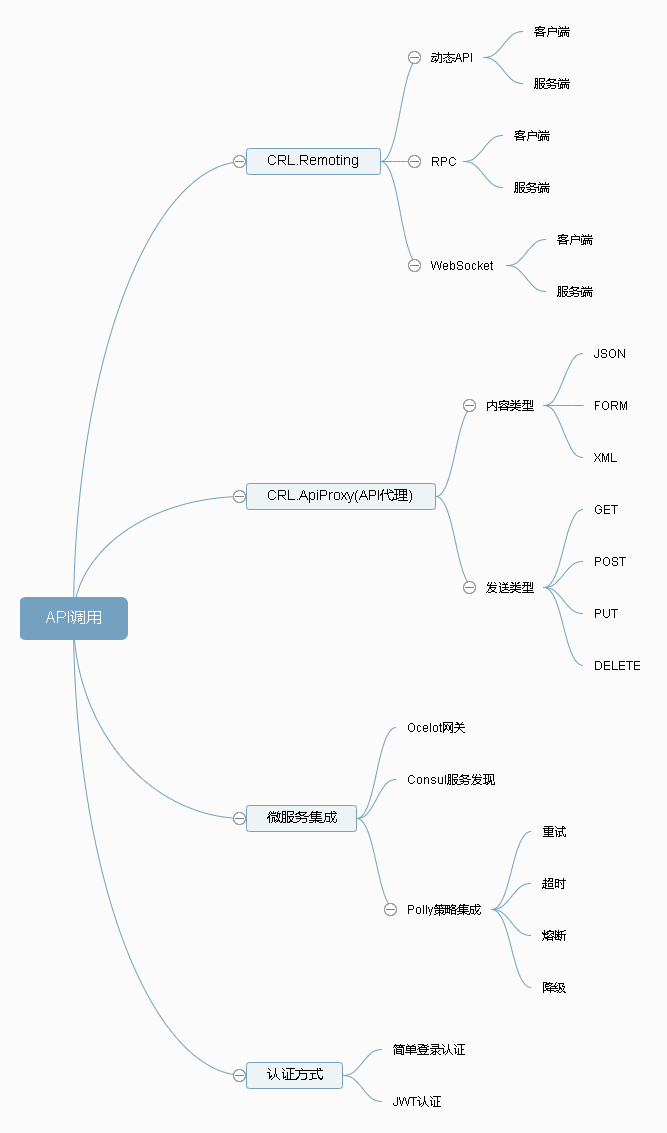 API调用
CRL.Remoting
动态API
客户端
服务端
RPC
客户端
服务端
WebSocket
客户端
服务端
CRL.ApiProxy(API代理)
内容类型
JSON
FORM
XML
发送类型
GET
POST
PUT
DELETE
微服务集成
Ocelot网关
Consul服务发现
Polly策略集成
重试
超时
熔断
降级
认证方式
简单登录认证
JWT认证